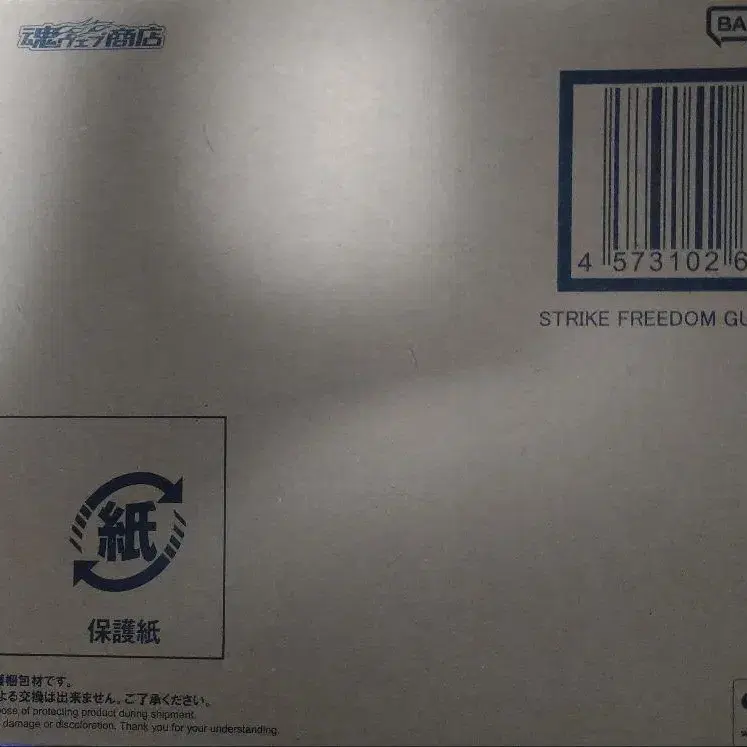 魂ウェブ商店
BA
4 573102 6
STRIKE FREEDOM GU
紙
保護紙
梱包材です。
よる交換は出来ません。ご了承ください。
ose of protecting product during shipment.
damage or discoloration. Thank you for your understanding.